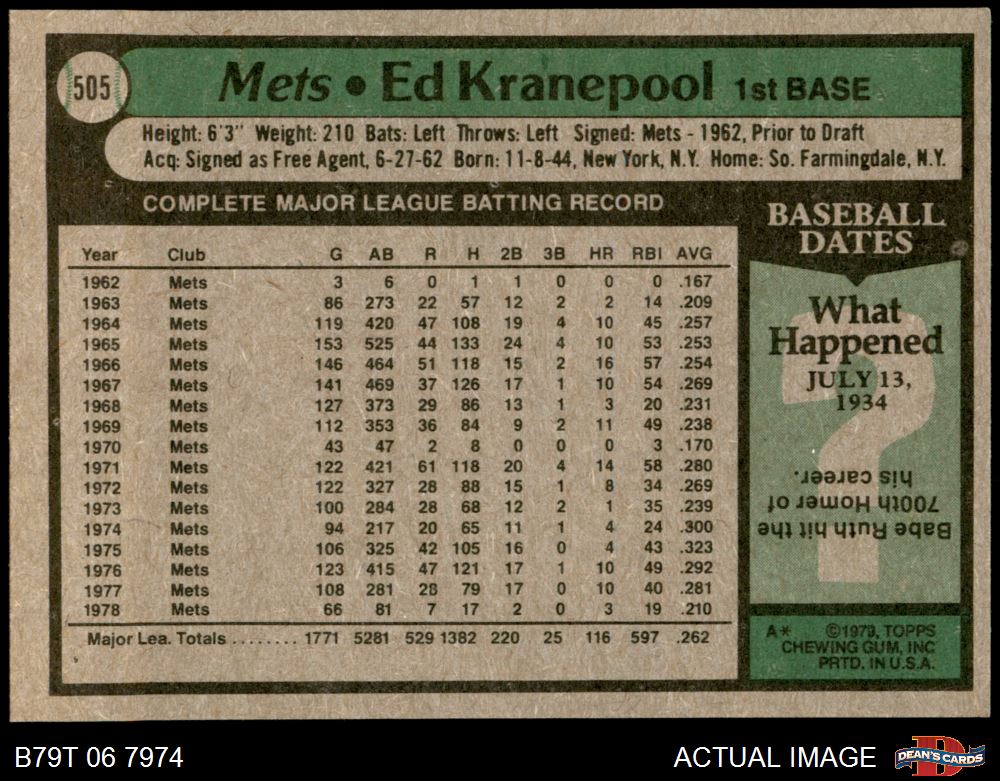 505
Mets • Ed Kranepool 1st BASE
Height: 6'3" Weight: 210 Bats: Left Throws: Left Signed: Mets - 1962, Prior to Draft
Acq: Signed as Free Agent, 6-27-62 Born: 11-8-44, New York, N.Y. Home: So. Farmingdale, N.Y.
COMPLETE MAJOR LEAGUE BATTING RECORD
Year Club G AB R H 2B 3B HR RBI AVG
1962 Mets 3 6 0 1 1 0 0 0 .167
1963 Mets 86 273 22 57 12 2 2 14 .209
1964 Mets 119 420 47 108 19 4 10 45 .257
1965 Mets 153 525 44 133 24 4 10 53 .253
1966 Mets 146 464 51 118 15 2 16 57 .254
1967 Mets 141 469 37 126 17 1 10 54 .269
1968 Mets 127 373 29 86 13 1 3 20 .231
1969 Mets 112 353 36 84 9 2 11 49 .238
1970 Mets 43 47 2 8 0 0 0 3 .170
1971 Mets 122 421 61 118 20 4 14 58 .280
1972 Mets 122 327 28 88 15 1 8 34 .269
1973 Mets 100 284 28 68 12 2 1 35 .239
1974 Mets 94 217 20 65 11 1 4 24 .300
1975 Mets 106 325 42 105 16 0 4 43 .323
1976 Mets 123 415 47 121 17 1 10 49 .292
1977 Mets 108 281 28 79 17 0 10 40 .281
1978 Mets 66 81 7 17 2 0 3 19 .210
Major Lea. Totals ........ 1771 5281 529 1382 220 25 116 597 .262
BASEBALL
DATES
What
Happened
JULY 13,
1934
Babe Ruth hit the
700th Homer of
his career.
A* ©1979, TOPPS
CHEWING GUM, INC
PRTD. IN U.S.A.
B79T 06 7974
ACTUAL IMAGE
D
DEAN'S CARDS